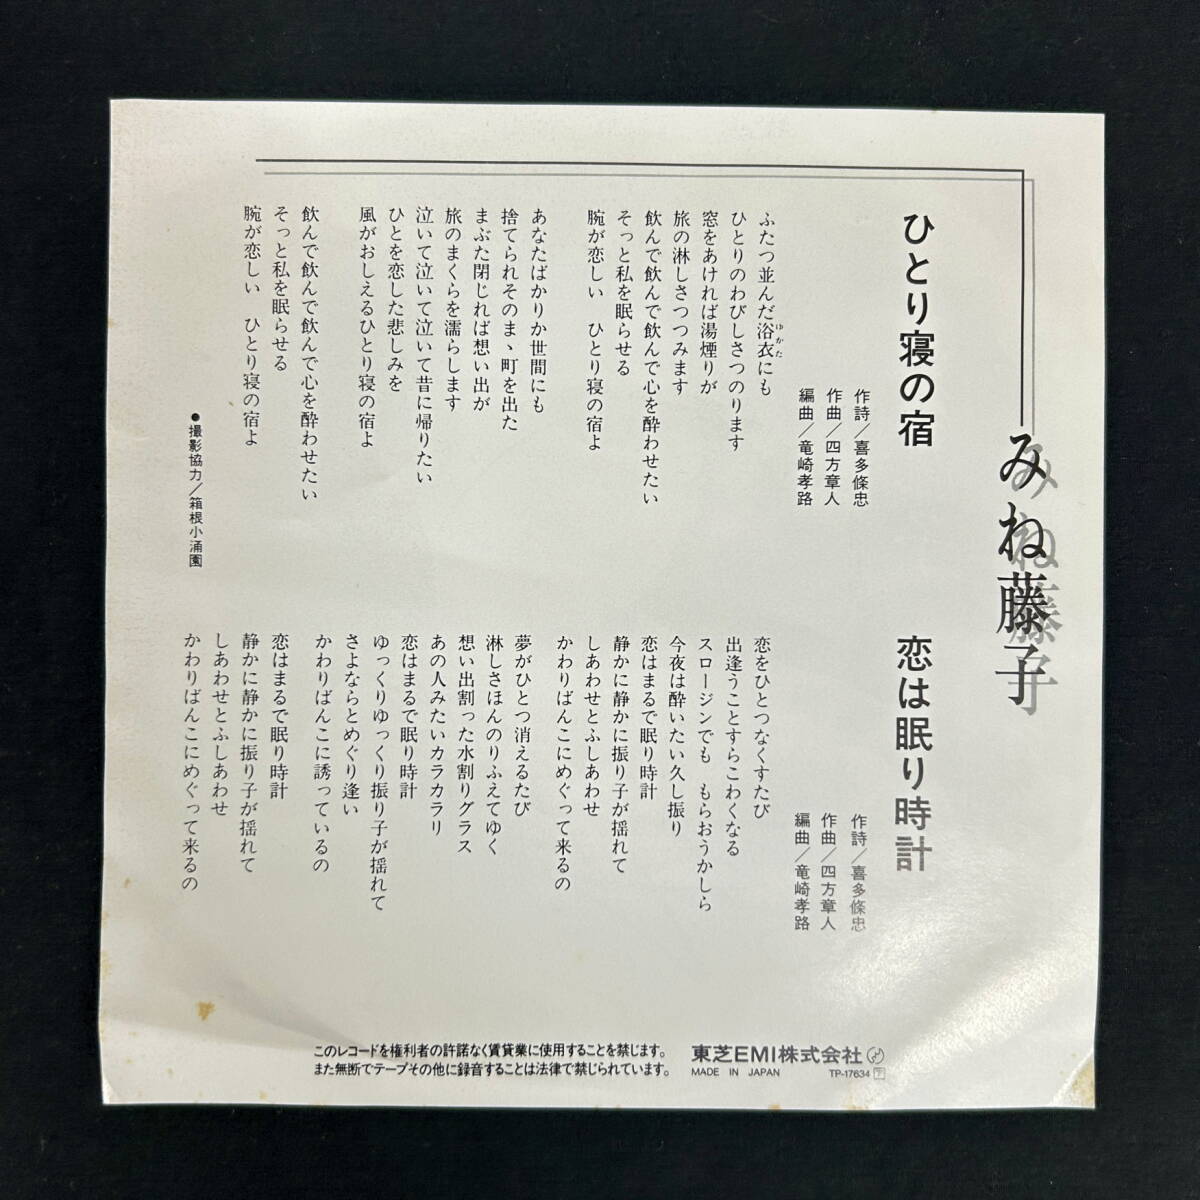 みね藤子
ひとり寝の宿
作詩／喜多條忠
作曲／四方章人
編曲／竜崎孝路
ふたつ並んだ浴衣にも
ゆかた
ひとりのわびしさつのります
窓をあければ湯煙りが
旅の淋しさつつみます
飲んで飲んで飲んで心を酔わせたい
そっと私を眠らせる
腕が恋しい　ひとり寝の宿よ
あなたばかりか世間にも
捨てられそのまゝ町を出た
まぶた閉じれば想い出が
旅のまくらを濡らします
泣いて泣いて泣いて昔に帰りたい
ひとを恋した悲しみを
風がおしえるひとり寝の宿よ
飲んで飲んで飲んで心を酔わせたい
そっと私を眠らせる
腕が恋しい　ひとり寝の宿よ
●撮影協力／箱根小涌園
恋は眠り時計
作詩／喜多條忠
作曲／四方章人
編曲／竜崎孝路
恋をひとつなくすたび
出逢うことすらこわくなる
スロージンでも　もらおうかしら
今夜は酔いたい久し振り
恋はまるで眠り時計
静かに静かに振り子が揺れて
しあわせとふしあわせ
かわりばんこにめぐって来るの
夢がひとつ消えるたび
淋しさほんのりふえてゆく
想い出割った水割りグラス
あの人みたいカラカラリ
恋はまるで眠り時計
ゆっくりゆっくり振り子が揺れて
さよならとめぐり逢い
かわりばんこに誘っているの
恋はまるで眠り時計
静かに静かに振り子が揺れて
しあわせとふしあわせ
かわりばんこにめぐって来るの
このレコードを権利者の許諾なく賃貸業に使用することを禁じます。
また無断でテープその他に録音することは法律で禁じられています。
東芝EMI株式会社
MADE IN JAPAN
TP-17634